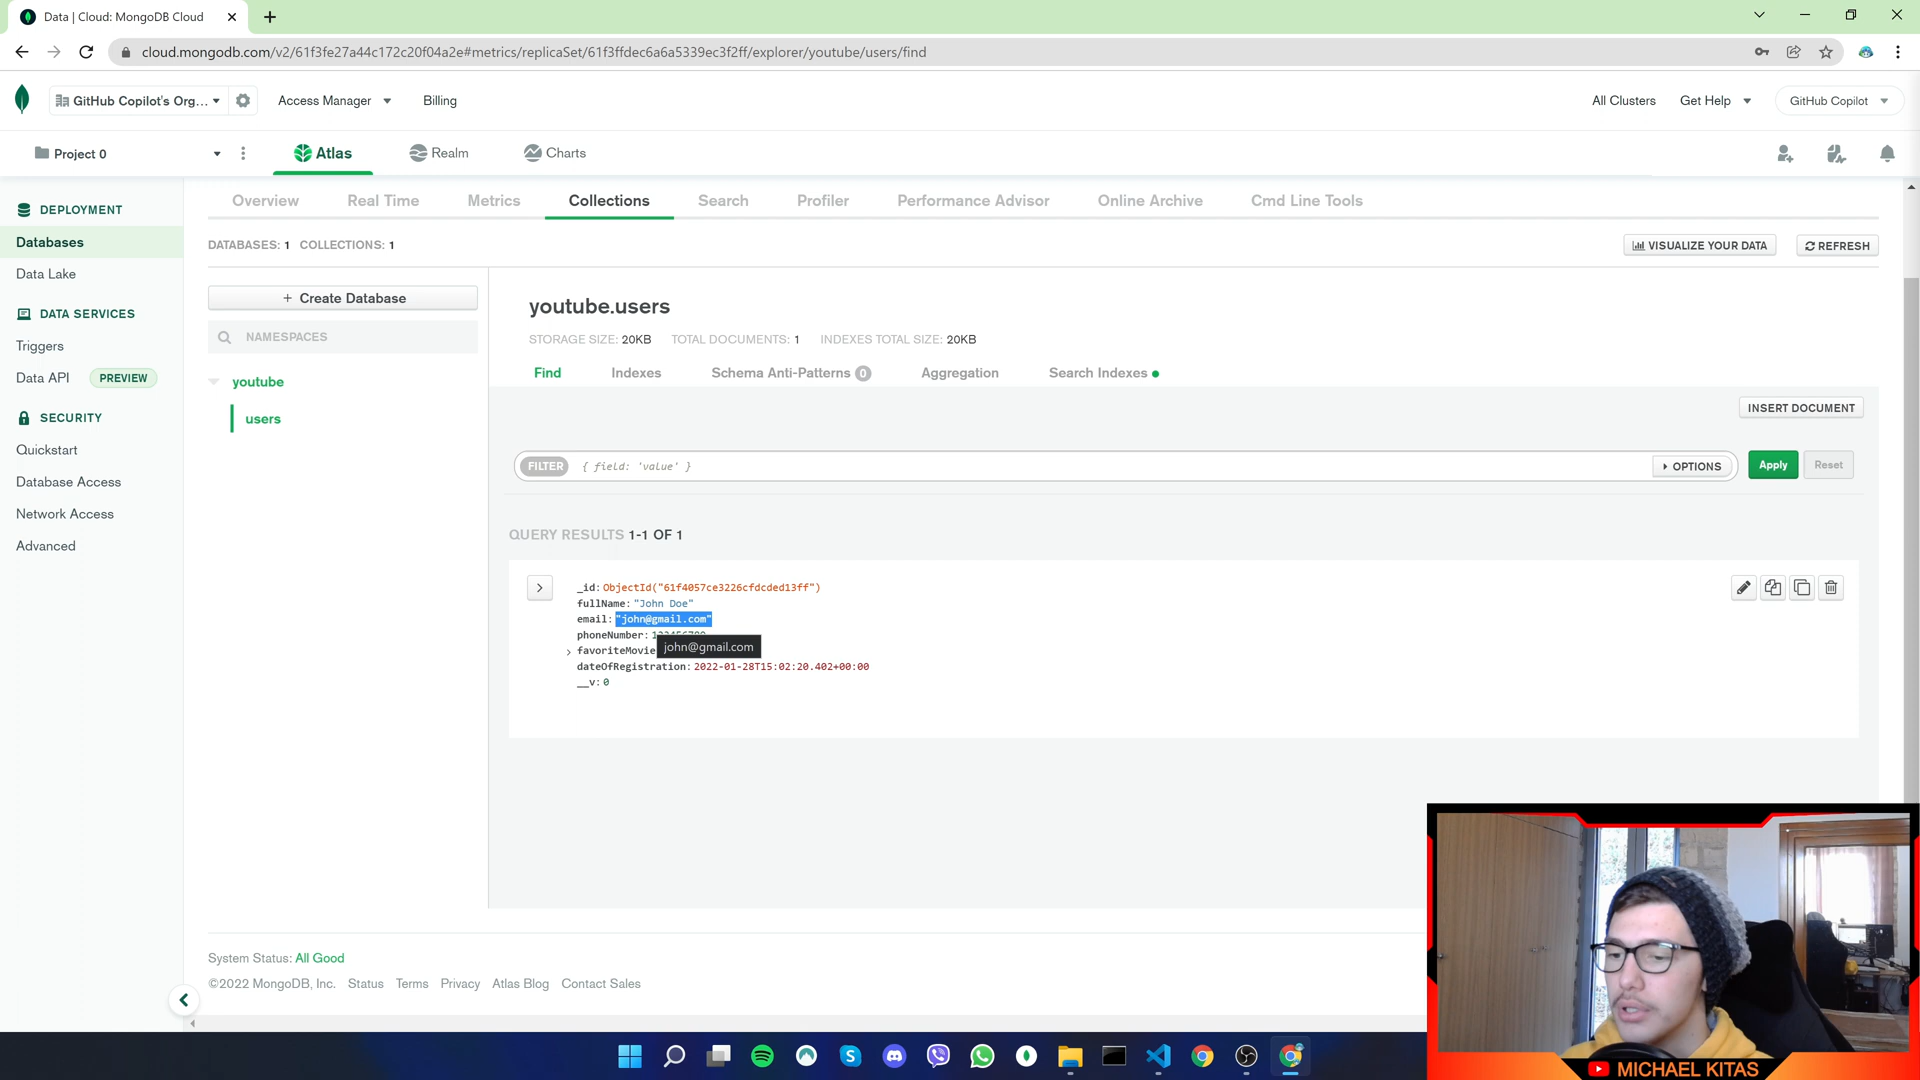 Data | Cloud: MongoDB Cloud
cloud.mongodb.com/v2/61f3fe27a44c172c20f04a2e#metrics/replicaSet/61f3ffdec6a6a5339ec3f2ff/explorer/youtube/users/find
GitHub Copilot's Org... Access Manager Billing All Clusters Get Help GitHub Copilot
Project 0 Atlas Realm Charts
DEPLOYMENT
Databases
Data Lake
DATA SERVICES
Triggers
Data API PREVIEW
SECURITY
Quickstart
Database Access
Network Access
Advanced
Overview Real Time Metrics Collections Search Profiler Performance Advisor Online Archive Cmd Line Tools
DATABASES: 1 COLLECTIONS: 1 VISUALIZE YOUR DATA REFRESH
+ Create Database
NAMESPACES
youtube
users
youtube.users
STORAGE SIZE: 20KB TOTAL DOCUMENTS: 1 INDEXES TOTAL SIZE: 20KB
Find Indexes Schema Anti-Patterns 0 Aggregation Search Indexes
INSERT DOCUMENT
FILTER { field: 'value' } OPTIONS Apply Reset
QUERY RESULTS 1-1 OF 1
_id: ObjectId("61f4057ce3226cfdcded13ff")
fullName: "John Doe"
email: "john@gmail.com"
phoneNumber:
john@gmail.com
favoriteMovie
dateOfRegistration: 2022-01-28T15:02:20.402+00:00
__v: 0
System Status: All Good
©2022 MongoDB, Inc. Status Terms Privacy Atlas Blog Contact Sales
MICHAEL KITAS